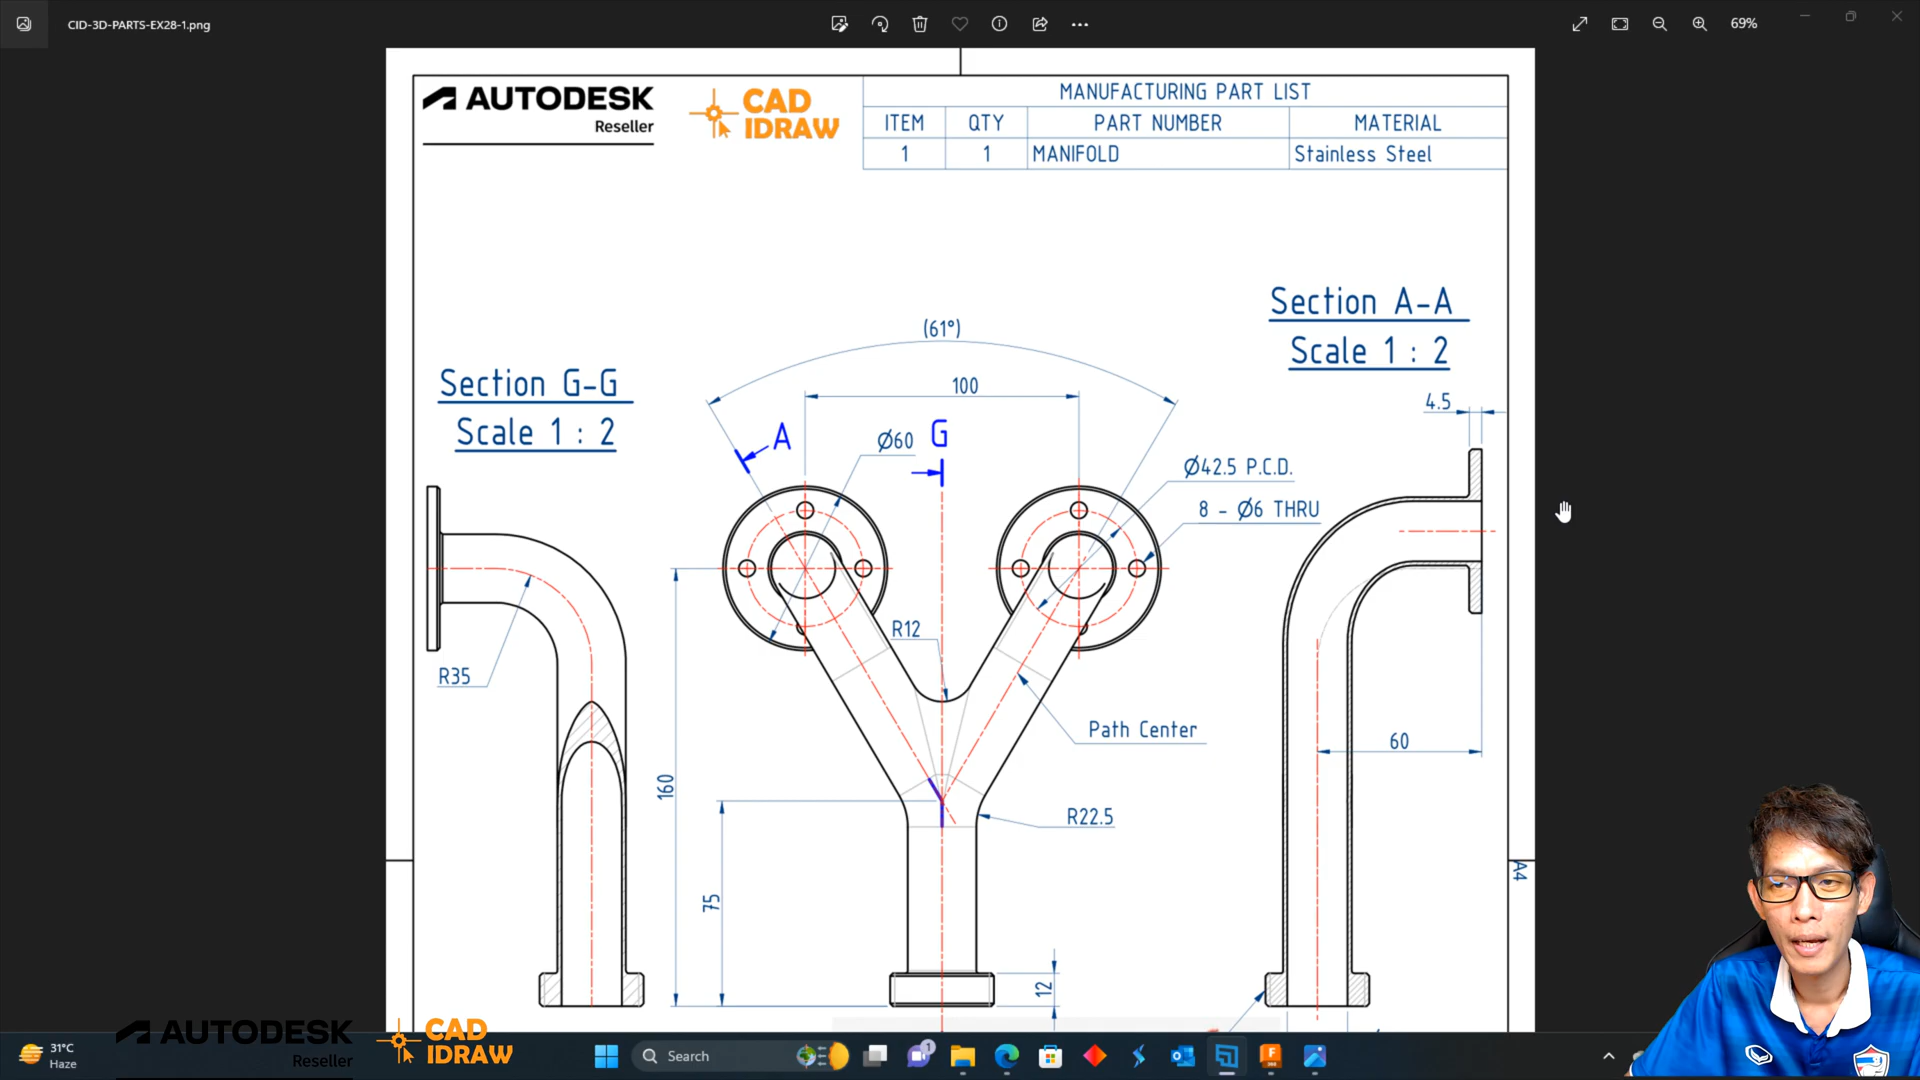 CID-3D-PARTS-EX28-1.png
69%
AUTODESK
Reseller
CAD
IDRAW
MANUFACTURING PART LIST
ITEM QTY PART NUMBER MATERIAL
1 1 MANIFOLD Stainless Steel
Section A-A
Scale 1 : 2
(61°)
100
Section G-G
Scale 1 : 2
4.5
A
Ø60
G
Ø42.5 P.C.D.
8 - Ø6 THRU
R12
R35
Path Center
60
160
R22.5
75
12
A4
AUTODESK
Reseller
CAD
IDRAW
31°C
Haze
Search
1